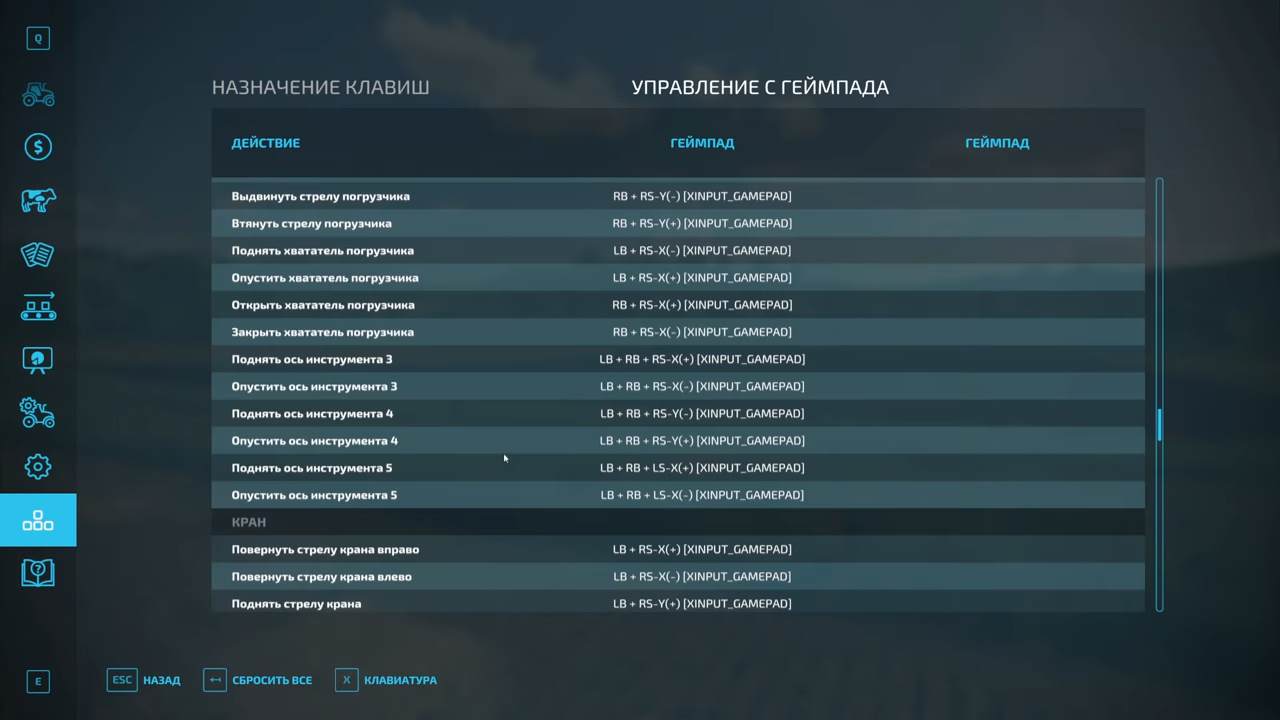 Q
НАЗНАЧЕНИЕ КЛАВИШ УПРАВЛЕНИЕ С ГЕЙМПАДА
ДЕЙСТВИЕ ГЕЙМПАД ГЕЙМПАД
Выдвинуть стрелу погрузчика RB + RS-Y(-) [XINPUT_GAMEPAD]
Втянуть стрелу погрузчика RB + RS-Y(+) [XINPUT_GAMEPAD]
Поднять хвататель погрузчика LB + RS-X(-) [XINPUT_GAMEPAD]
Опустить хвататель погрузчика LB + RS-X(+) [XINPUT_GAMEPAD]
Открыть хвататель погрузчика RB + RS-X(+) [XINPUT_GAMEPAD]
Закрыть хвататель погрузчика RB + RS-X(-) [XINPUT_GAMEPAD]
Поднять ось инструмента 3 LB + RB + RS-X(+) [XINPUT_GAMEPAD]
Опустить ось инструмента 3 LB + RB + RS-X(-) [XINPUT_GAMEPAD]
Поднять ось инструмента 4 LB + RB + RS-Y(-) [XINPUT_GAMEPAD]
Опустить ось инструмента 4 LB + RB + RS-Y(+) [XINPUT_GAMEPAD]
Поднять ось инструмента 5 LB + RB + LS-X(+) [XINPUT_GAMEPAD]
Опустить ось инструмента 5 LB + RB + LS-X(-) [XINPUT_GAMEPAD]
КРАН
Повернуть стрелу крана вправо LB + RS-X(+) [XINPUT_GAMEPAD]
Повернуть стрелу крана влево LB + RS-X(-) [XINPUT_GAMEPAD]
Поднять стрелу крана LB + RS-Y(+) [XINPUT_GAMEPAD]
E
ESC НАЗАД СБРОСИТЬ ВСЕ X КЛАВИАТУРА